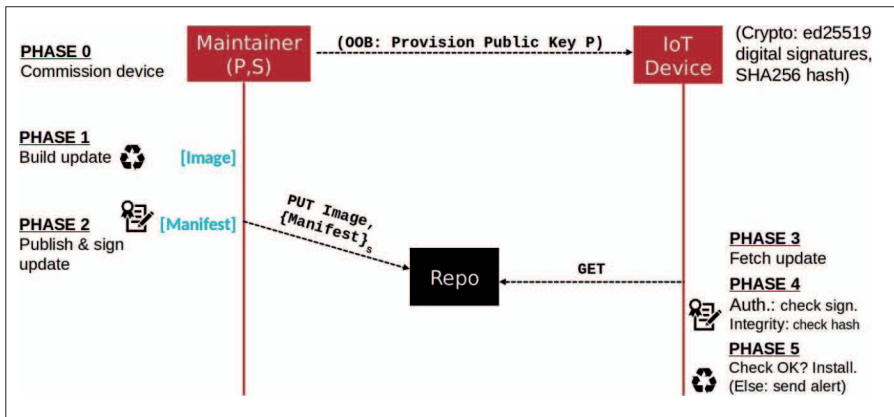 PHASE 0
Commission device
Maintainer
(P,S)
(OOB: Provision Public Key P)
IoT
Device
(Crypto: ed25519
digital signatures,
SHA256 hash)
PHASE 1
Build update
[Image]
PHASE 2
Publish & sign
update
[Manifest]
PUT Image,
{Manifest}s
Repo
GET
PHASE 3
Fetch update
PHASE 4
Auth.: check sign.
Integrity: check hash
PHASE 5
Check OK? Install.
(Else: send alert)